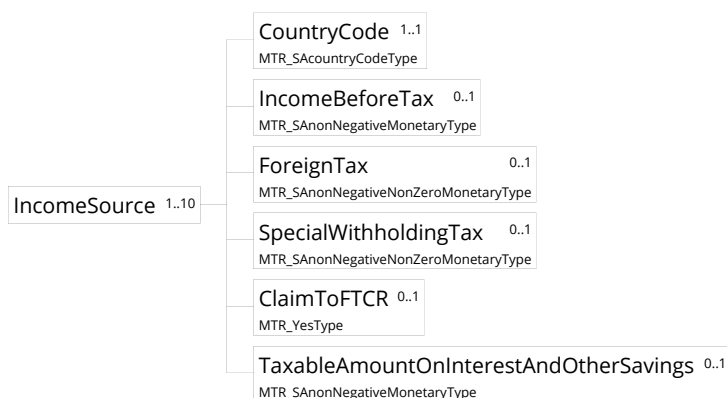 CountryCode 1..1
MTR_SAcountryCodeType
IncomeBeforeTax 0..1
MTR_SAnonNegativeMonetaryType
ForeignTax 0..1
MTR_SAnonNegativeNonZeroMonetaryType
IncomeSource 1..10
SpecialWithholdingTax 0..1
MTR_SAnonNegativeNonZeroMonetaryType
ClaimToFTCR 0..1
MTR_YesType
TaxableAmountOnInterestAndOtherSavings 0..1
MTR_SAnonNegativeMonetaryType